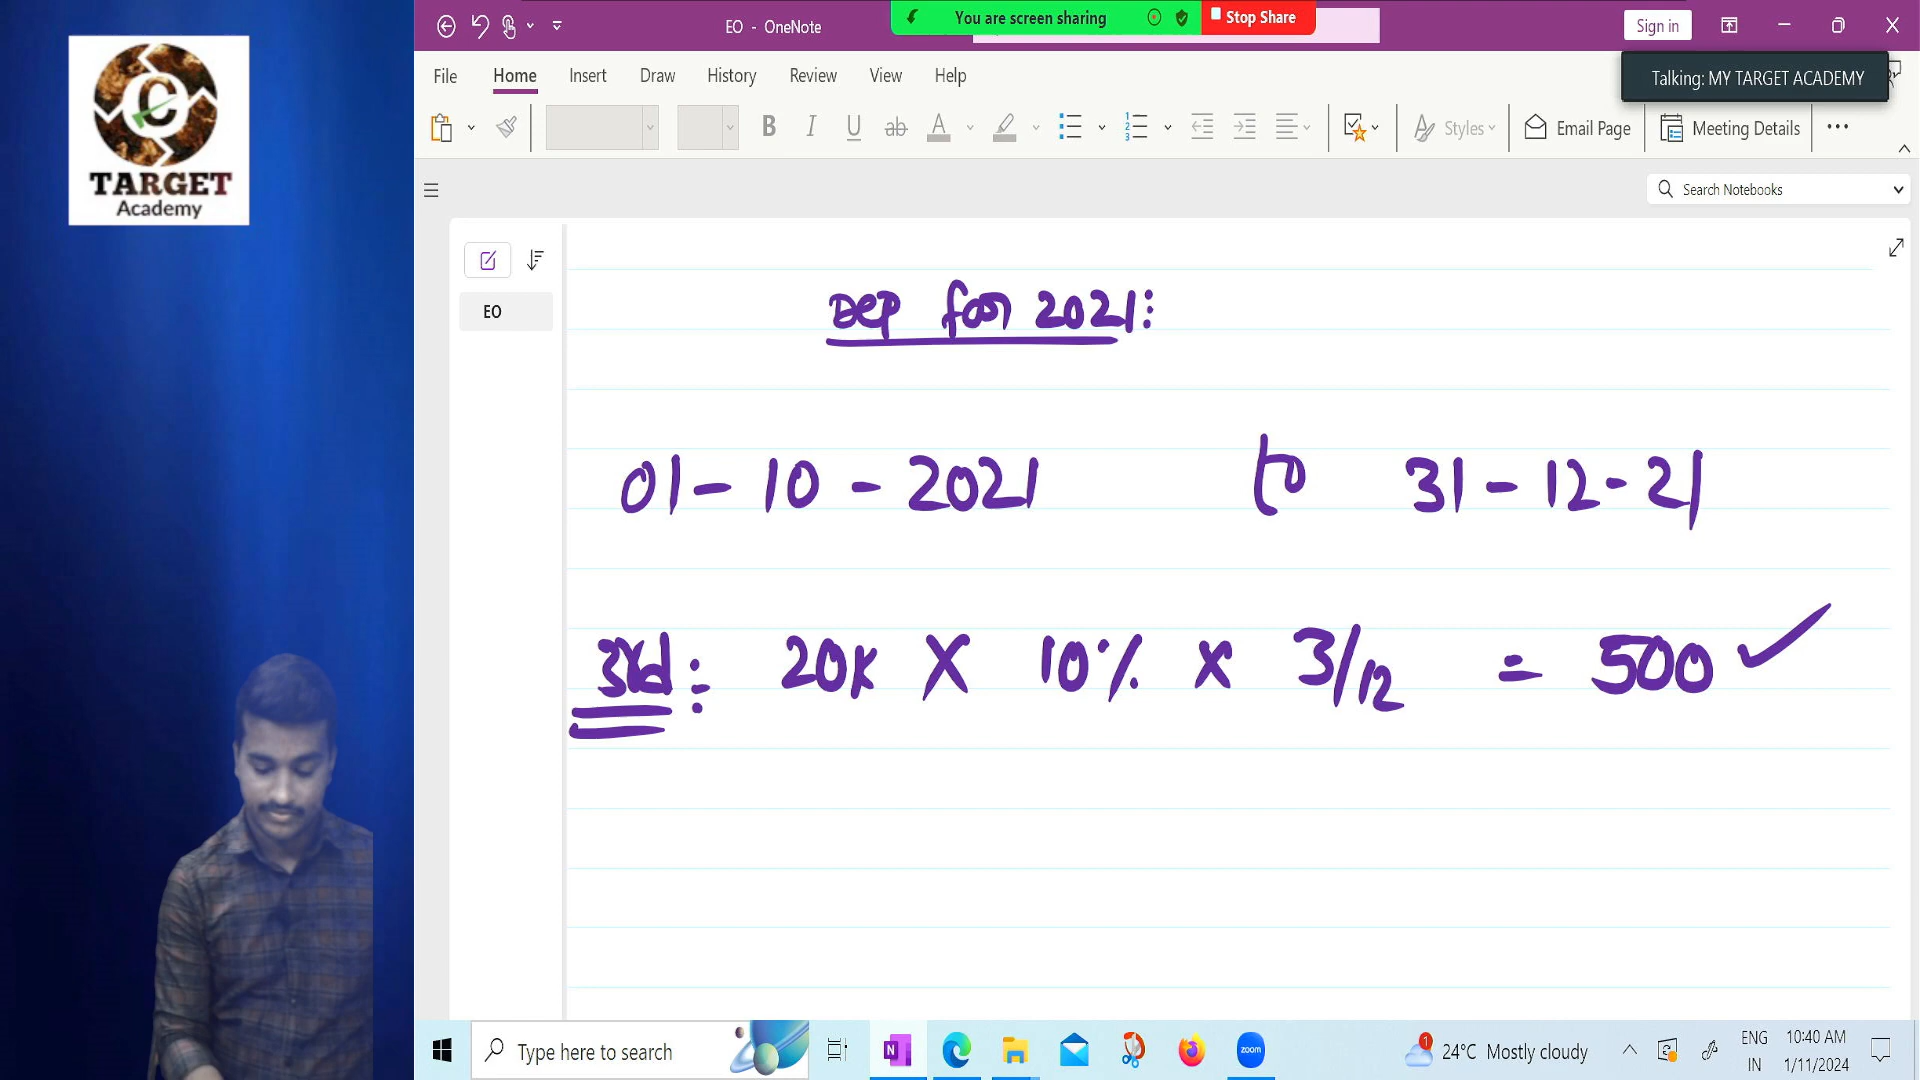 TARGET
Academy
EO - OneNote
You are screen sharing
Stop Share
Sign in
File Home Insert Draw History Review View Help
Talking: MY TARGET ACADEMY
B I U ab A Styles Email Page Meeting Details
Search Notebooks
EO
Dep for 2021:
01-10-2021 to 31-12-21
3rd: 20K X 10% X 3/12 = 500
Type here to search
zoom
1
24°C Mostly cloudy
ENG
IN
10:40 AM
1/11/2024